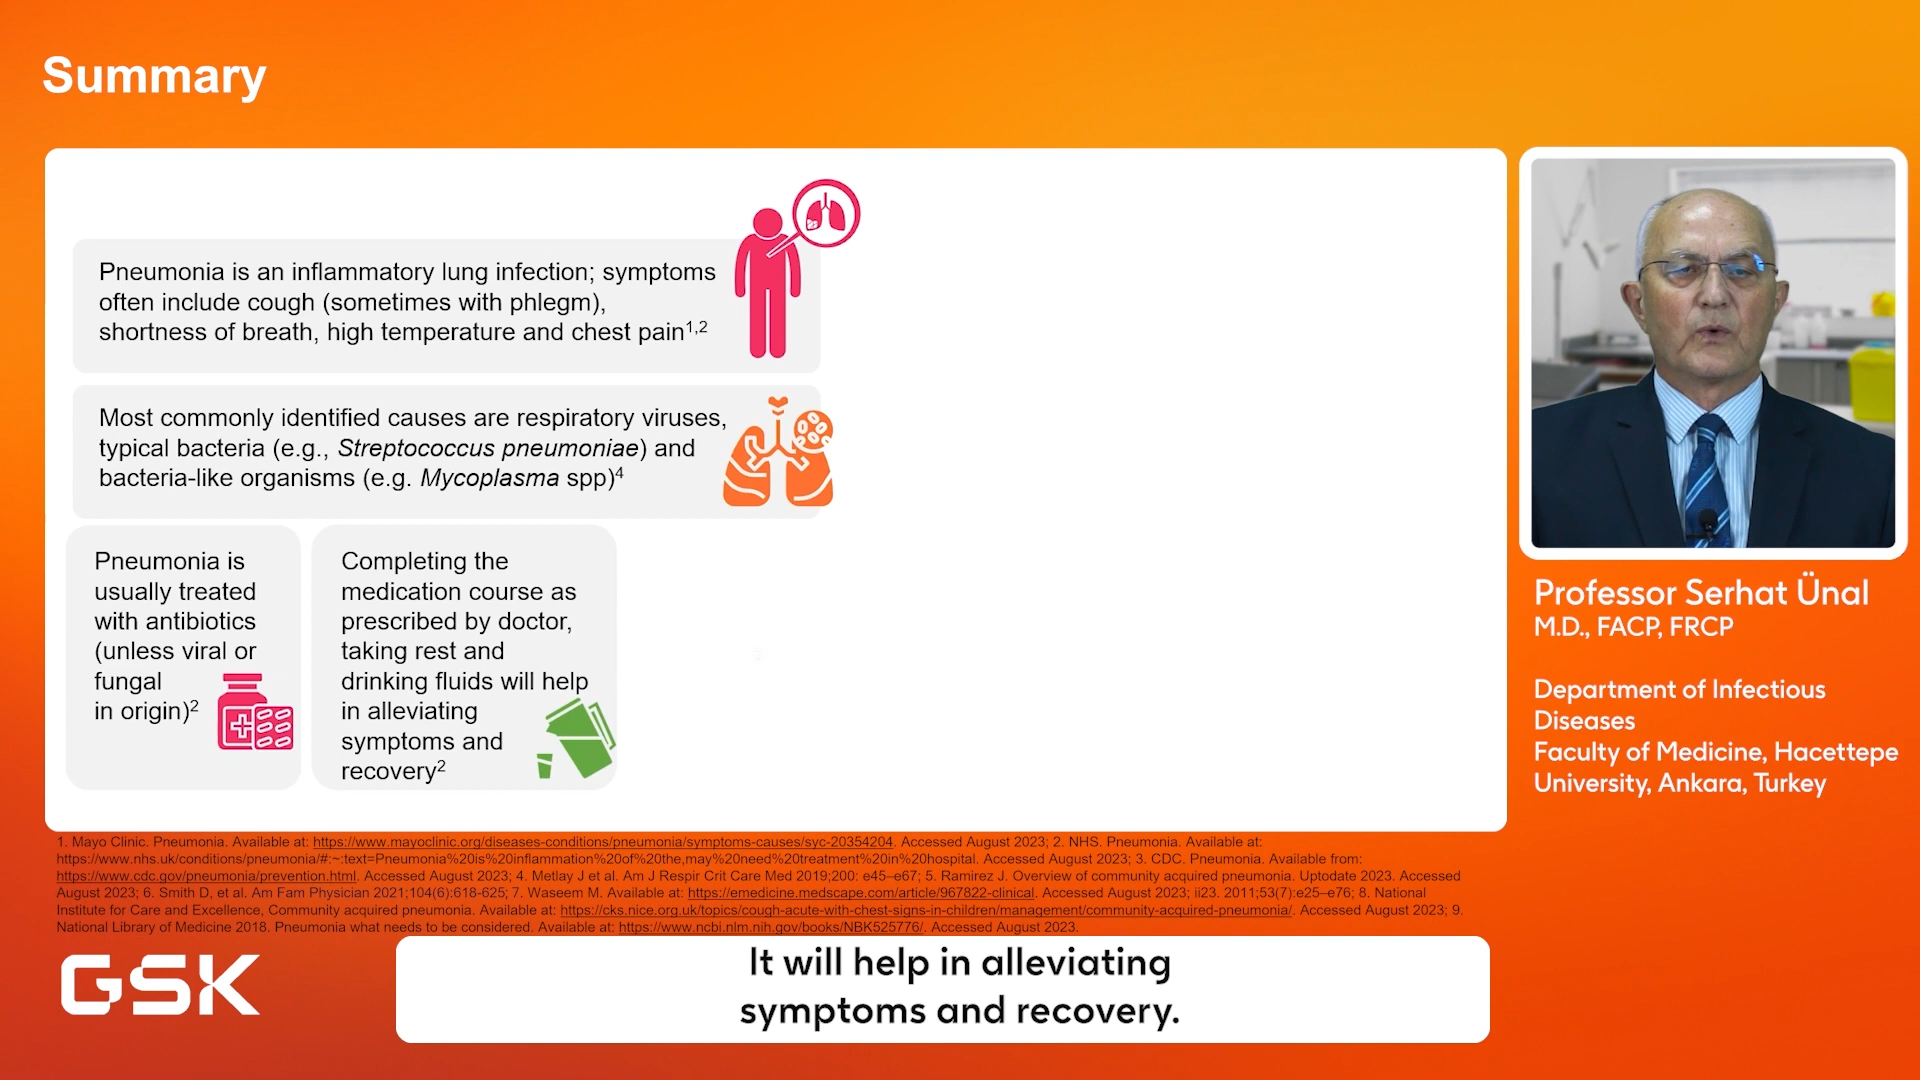 Summary
Pneumonia is an inflammatory lung infection; symptoms
often include cough (sometimes with phlegm),
shortness of breath, high temperature and chest pain1,2
Most commonly identified causes are respiratory viruses,
typical bacteria (e.g., Streptococcus pneumoniae) and
bacteria-like organisms (e.g. Mycoplasma spp)4
Pneumonia is
usually treated
with antibiotics
(unless viral or
fungal
in origin)2
Completing the
medication course as
prescribed by doctor,
taking rest and
drinking fluids will help
in alleviating
symptoms and
recovery2
Professor Serhat Ünal
M.D., FACP, FRCP
Department of Infectious
Diseases
Faculty of Medicine, Hacettepe
University, Ankara, Turkey
1. Mayo Clinic. Pneumonia. Available at: https://www.mayoclinic.org/diseases-conditions/pneumonia/symptoms-causes/syc-20354204. Accessed August 2023; 2. NHS. Pneumonia. Available at:
https://www.nhs.uk/conditions/pneumonia/#:~:text=Pneumonia%20is%20inflammation%20of%20the,may%20need%20treatment%20in%20hospital. Accessed August 2023; 3. CDC. Pneumonia. Available from:
https://www.cdc.gov/pneumonia/prevention.html. Accessed August 2023; 4. Metlay J et al. Am J Respir Crit Care Med 2019;200: e45–e67; 5. Ramirez J. Overview of community acquired pneumonia. Uptodate 2023. Accessed
August 2023; 6. Smith D, et al. Am Fam Physician 2021;104(6):618-625; 7. Waseem M. Available at: https://emedicine.medscape.com/article/967822-clinical. Accessed August 2023; ii23. 2011;53(7):e25–e76; 8. National
Institute for Care and Excellence, Community acquired pneumonia. Available at: https://cks.nice.org.uk/topics/cough-acute-with-chest-signs-in-children/management/community-acquired-pneumonia/. Accessed August 2023; 9.
National Library of Medicine 2018. Pneumonia what needs to be considered. Available at: https://www.ncbi.nlm.nih.gov/books/NBK525776/. Accessed August 2023.
GSK
It will help in alleviating
symptoms and recovery.